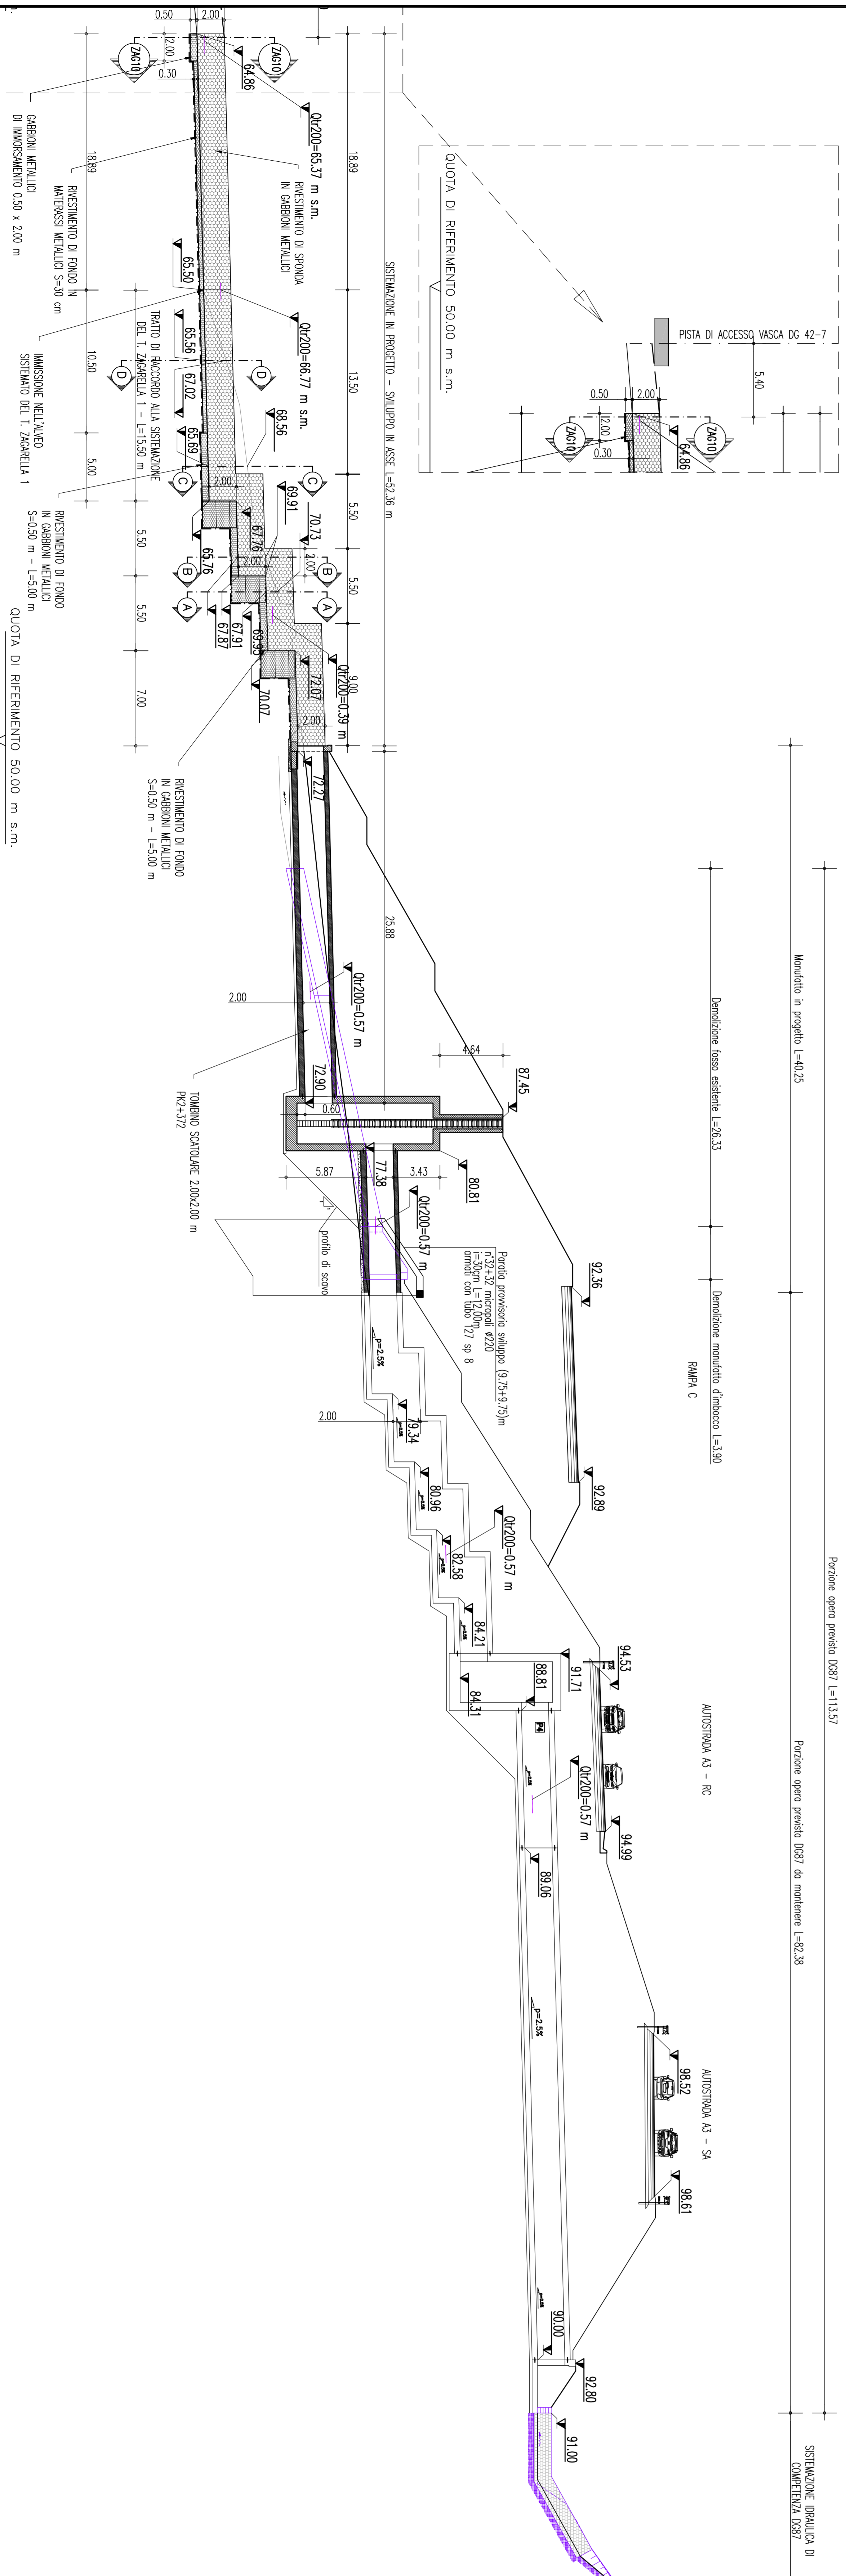 SISTEMAZIONE IDRAULICA DI
COMPETENZA DG87
Porzione opera prevista DG87 L=113.57
Manufatto in progetto L=40.25
Porzione opera prevista DG87 da mantenere L=82.38
Demolizione fosso esistente L=26.33
Demolizione manufatto d'imbocco L=3.90
RAMPA C
AUTOSTRADA A3 - RC
AUTOSTRADA A3 - SA
PISTA DI ACCESSO VASCA DG 42-7
5.40
0.50
2.00
2.00
0.30
ZAG10
ZAG10
64.86
QUOTA DI RIFERIMENTO 50.00 m s.m.
SISTEMAZIONE IN PROGETTO - SVILUPPO IN ASSE L=52.36 m
25.88
18.89
13.50
5.50
5.50
9.00
0.50
2.00
2.00
0.30
ZAG10
ZAG10
64.86
Qtr200=65.37 m s.m.
RIVESTIMENTO DI SPONDA
IN GABBIONI METALLICI
Qtr200=66.77 m s.m.
68.56
69.91
70.73
2.00
Qtr200=0.39 m
72.07
2.00
2.00
2.00
67.76
65.50
65.56
67.02
65.69
65.76
67.87
67.91
69.95
70.07
D
D
C
C
B
B
A
A
18.89
10.50
5.00
5.50
5.50
7.00
TRATTO DI RACCORDO ALLA SISTEMAZIONE
DEL T. ZAGARELLA 1 - L=15.50 m
GABBIONI METALLICI
DI IMMORSAMENTO 0.50 x 2.00 m
RIVESTIMENTO DI FONDO IN
MATERASSI METALLICI S=30 cm
IMMISSIONE NELL'ALVEO
SISTEMATO DEL T. ZAGARELLA 1
RIVESTIMENTO DI FONDO
IN GABBIONI METALLICI
S=0.50 m - L=5.00 m
RIVESTIMENTO DI FONDO
IN GABBIONI METALLICI
S=0.50 m - L=5.00 m
QUOTA DI RIFERIMENTO 50.00 m s.m.
72.27
Qtr200=0.57 m
2.00
72.90
0.60
4.64
87.45
80.81
77.38
5.87
3.43
TOMBINO SCATOLARE 2.00x2.00 m
PK2+372
profilo di scavo
Qtr200=0.57 m
Paratia provvisoria sviluppo (9.75+9.75)m
n°32+32 micropali ø220
i=30cm L=12,00m
armati con tubo 127 sp 8
92.36
92.89
p=2.5%
2.00
79.34
80.96
82.58
Qtr200=0.57 m
84.21
84.31
88.81
91.71
94.53
94.99
P4
Qtr200=0.57 m
89.06
p=2.5%
98.52
98.61
90.00
92.80
91.00